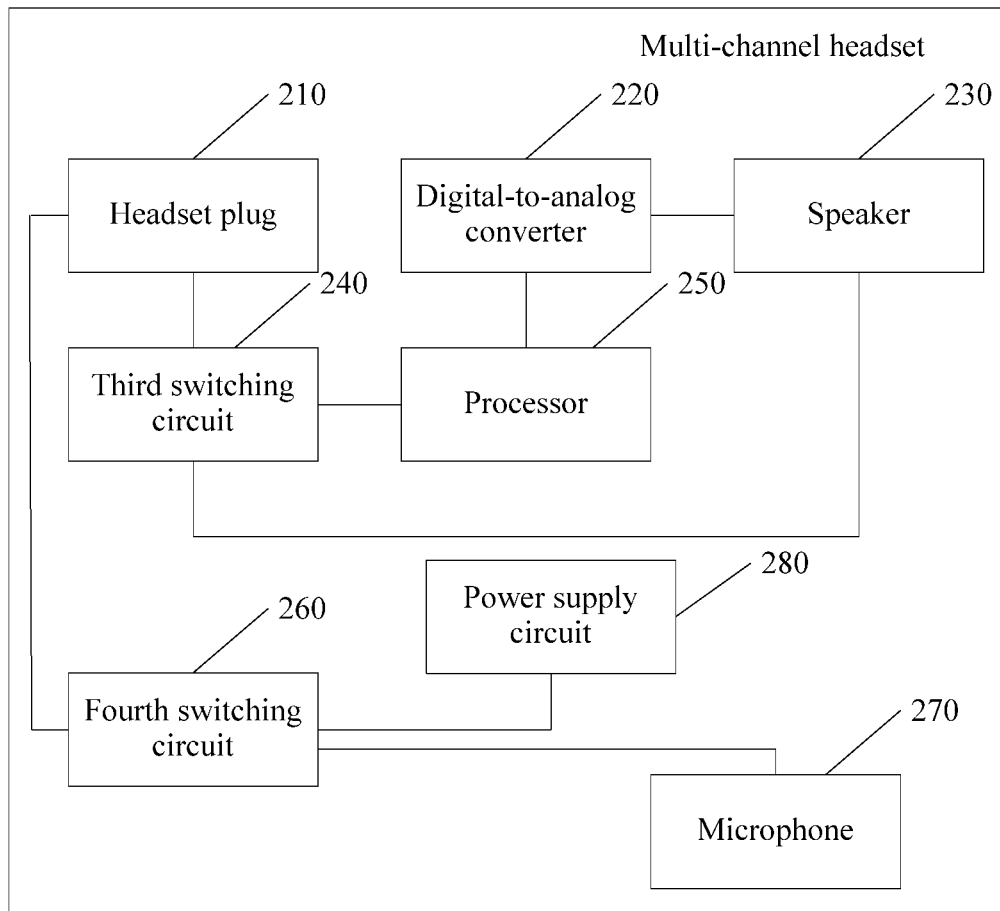 Multi-channel headset
210
220
230
Headset plug
Digital-to-analog
converter
Speaker
240
250
Third switching
circuit
Processor
280
Power supply
circuit
260
Fourth switching
circuit
270
Microphone